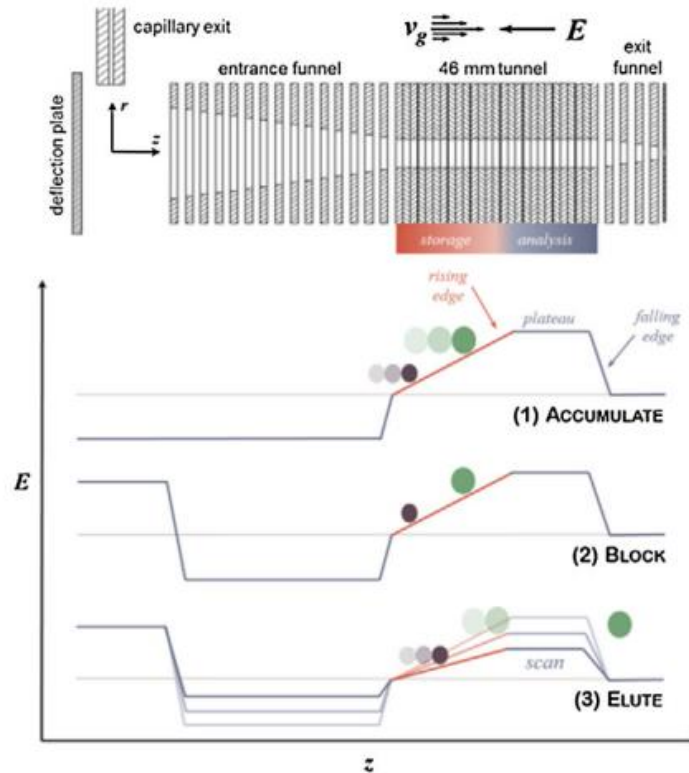 capillary exit
deflection plate
r
z
entrance funnel
v_g
E
46 mm tunnel
exit
funnel
storage
analysis
rising
edge
plateau
falling
edge
(1) ACCUMULATE
E
(2) BLOCK
scan
(3) ELUTE
z